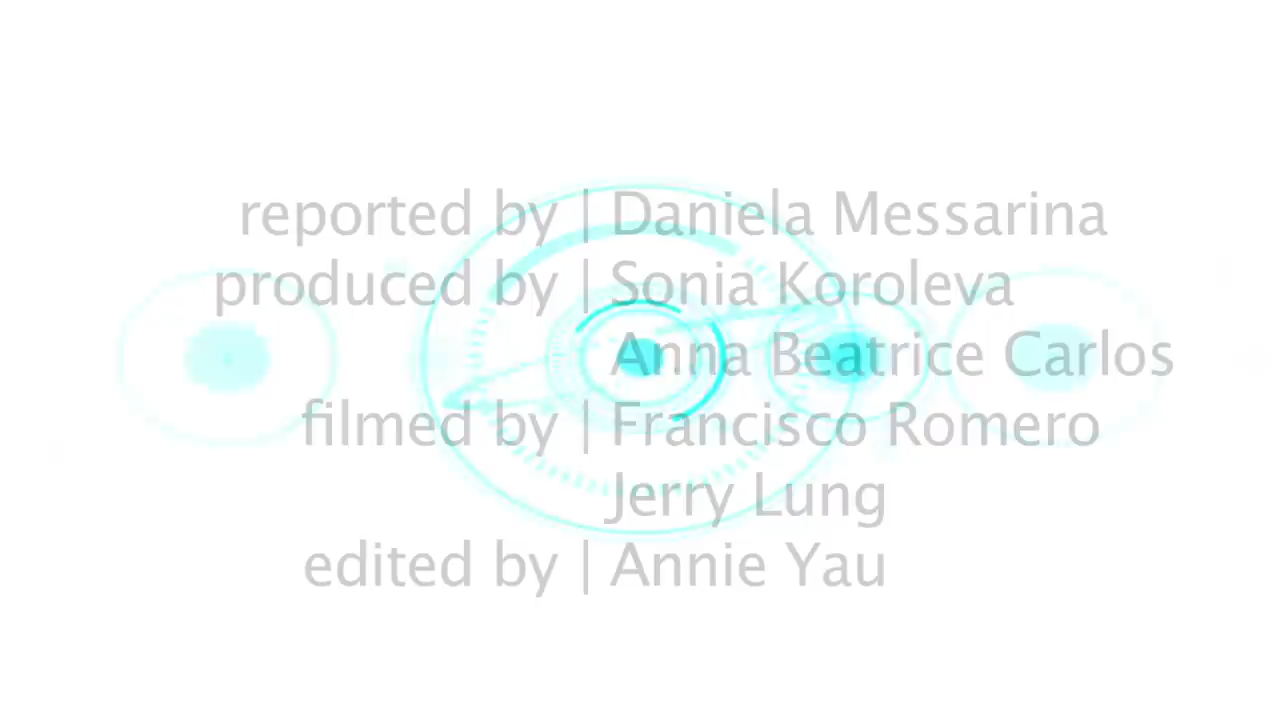 reported by | Daniela Messarina
produced by | Sonia Koroleva
Anna Beatrice Carlos
filmed by | Francisco Romero
Jerry Lung
edited by | Annie Yau